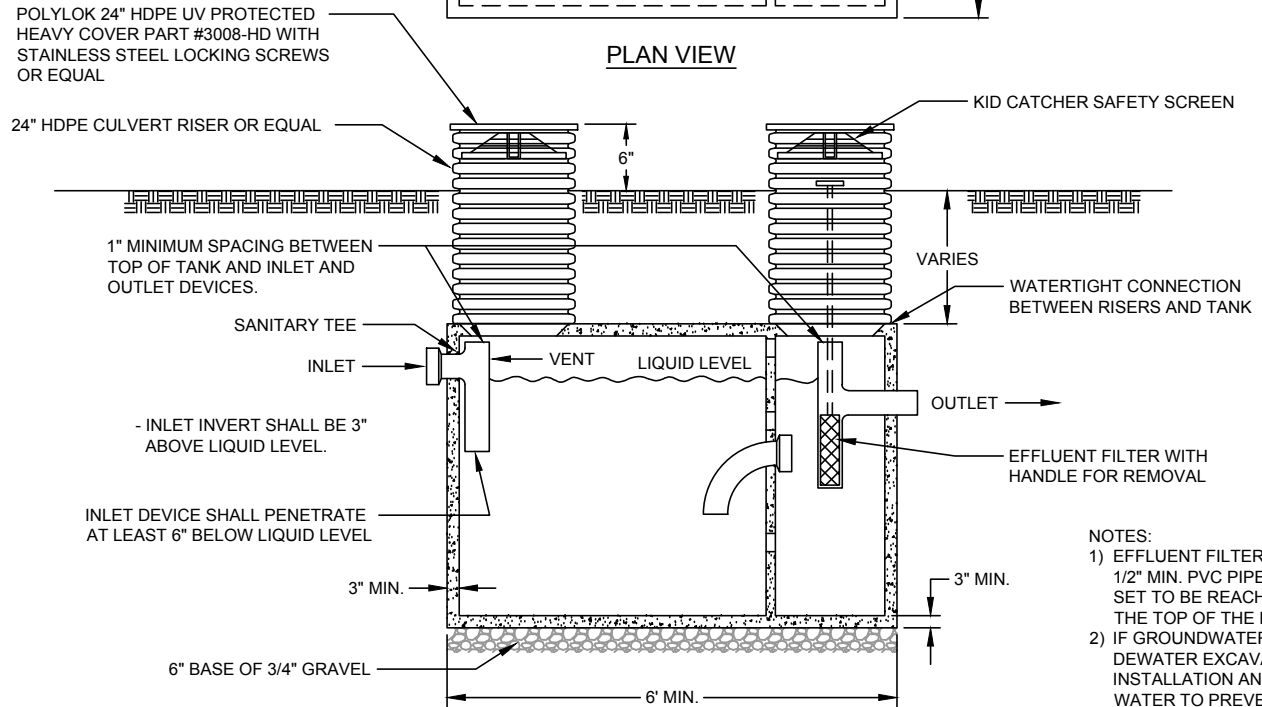 POLYLOK 24" HDPE UV PROTECTED
HEAVY COVER PART #3008-HD WITH
STAINLESS STEEL LOCKING SCREWS
OR EQUAL
PLAN VIEW
KID CATCHER SAFETY SCREEN
24" HDPE CULVERT RISER OR EQUAL
6"
1" MINIMUM SPACING BETWEEN
TOP OF TANK AND INLET AND
OUTLET DEVICES.
VARIES
WATERTIGHT CONNECTION
BETWEEN RISERS AND TANK
SANITARY TEE
INLET
VENT
LIQUID LEVEL
OUTLET
- INLET INVERT SHALL BE 3"
ABOVE LIQUID LEVEL.
EFFLUENT FILTER WITH
HANDLE FOR REMOVAL
INLET DEVICE SHALL PENETRATE
AT LEAST 6" BELOW LIQUID LEVEL
3" MIN.
3" MIN.
6" BASE OF 3/4" GRAVEL
6' MIN.
NOTES:
1) EFFLUENT FILTER
1/2" MIN. PVC PIPE
SET TO BE REACH
THE TOP OF THE
2) IF GROUNDWATER
DEWATER EXCAVA
INSTALLATION AN
WATER TO PREVE